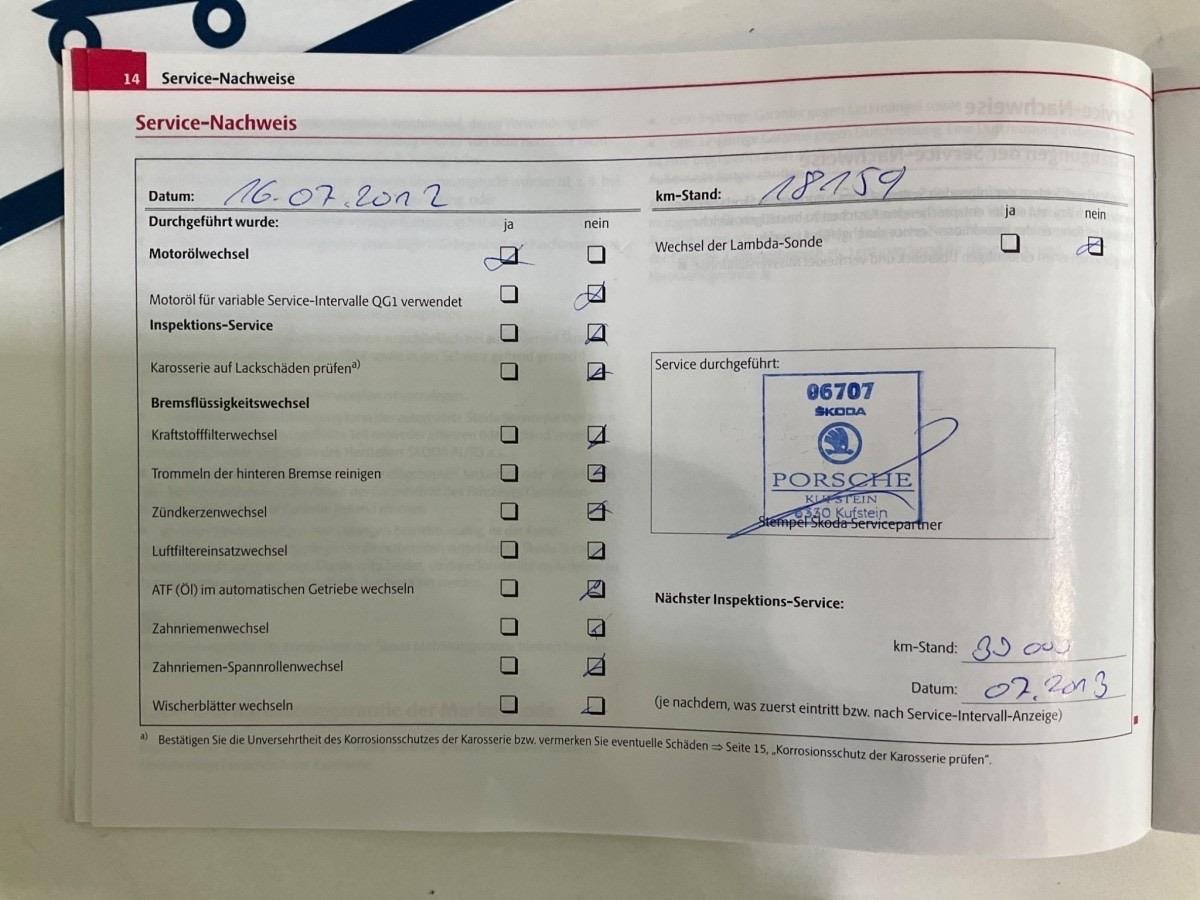 14 Service-Nachweise
Service-Nachweis
Datum: 16.07.2012
km-Stand: 18159
Durchgeführt wurde: ja nein
ja nein
Motorölwechsel
Wechsel der Lambda-Sonde
Motoröl für variable Service-Intervalle QG1 verwendet
Inspektions-Service
Karosserie auf Lackschäden prüfen a)
Bremsflüssigkeitswechsel
Kraftstofffilterwechsel
Trommeln der hinteren Bremse reinigen
Zündkerzenwechsel
Luftfiltereinsatzwechsel
ATF (Öl) im automatischen Getriebe wechseln
Zahnriemenwechsel
Zahnriemen-Spannrollenwechsel
Wischerblätter wechseln
Service durchgeführt:
06707
ŠKODA
PORSCHE
KUFSTEIN
6330 Kufstein
Stempel Škoda Servicepartner
Nächster Inspektions-Service:
km-Stand:
Datum: 07.2013
(je nachdem, was zuerst eintritt bzw. nach Service-Intervall-Anzeige)
a) Bestätigen Sie die Unversehrtheit des Korrosionsschutzes der Karosserie bzw. vermerken Sie eventuelle Schäden ⇒ Seite 15, „Korrosionsschutz der Karosserie prüfen“.